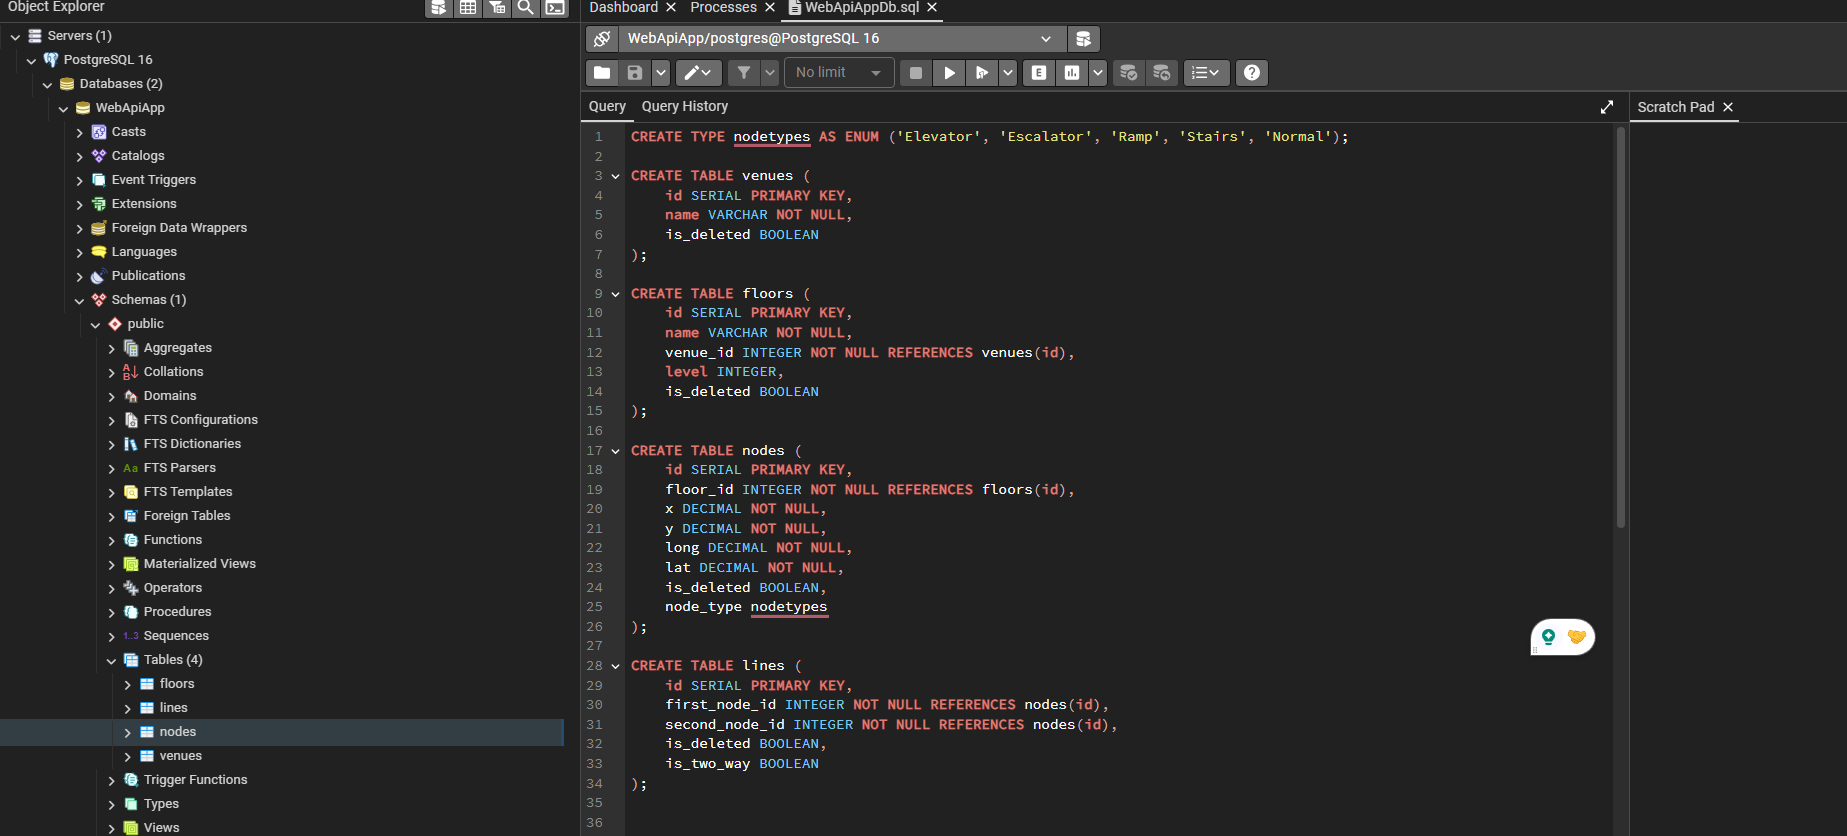 Object Explorer
Servers (1)
PostgreSQL 16
Databases (2)
WebApiApp
Casts
Catalogs
Event Triggers
Extensions
Foreign Data Wrappers
Languages
Publications
Schemas (1)
public
Aggregates
Collations
Domains
FTS Configurations
FTS Dictionaries
Aa FTS Parsers
FTS Templates
Foreign Tables
Functions
Materialized Views
Operators
Procedures
1..3 Sequences
Tables (4)
floors
lines
nodes
venues
Trigger Functions
Types
Views
Dashboard Processes WebApiAppDb.sql
WebApiApp/postgres@PostgreSQL 16
No limit E
Query Query History
1 CREATE TYPE nodetypes AS ENUM ('Elevator', 'Escalator', 'Ramp', 'Stairs', 'Normal');
2
3 CREATE TABLE venues (
4 id SERIAL PRIMARY KEY,
5 name VARCHAR NOT NULL,
6 is_deleted BOOLEAN
7 );
8
9 CREATE TABLE floors (
10 id SERIAL PRIMARY KEY,
11 name VARCHAR NOT NULL,
12 venue_id INTEGER NOT NULL REFERENCES venues(id),
13 level INTEGER,
14 is_deleted BOOLEAN
15 );
16
17 CREATE TABLE nodes (
18 id SERIAL PRIMARY KEY,
19 floor_id INTEGER NOT NULL REFERENCES floors(id),
20 x DECIMAL NOT NULL,
21 y DECIMAL NOT NULL,
22 long DECIMAL NOT NULL,
23 lat DECIMAL NOT NULL,
24 is_deleted BOOLEAN,
25 node_type nodetypes
26 );
27
28 CREATE TABLE lines (
29 id SERIAL PRIMARY KEY,
30 first_node_id INTEGER NOT NULL REFERENCES nodes(id),
31 second_node_id INTEGER NOT NULL REFERENCES nodes(id),
32 is_deleted BOOLEAN,
33 is_two_way BOOLEAN
34 );
35
36
Scratch Pad